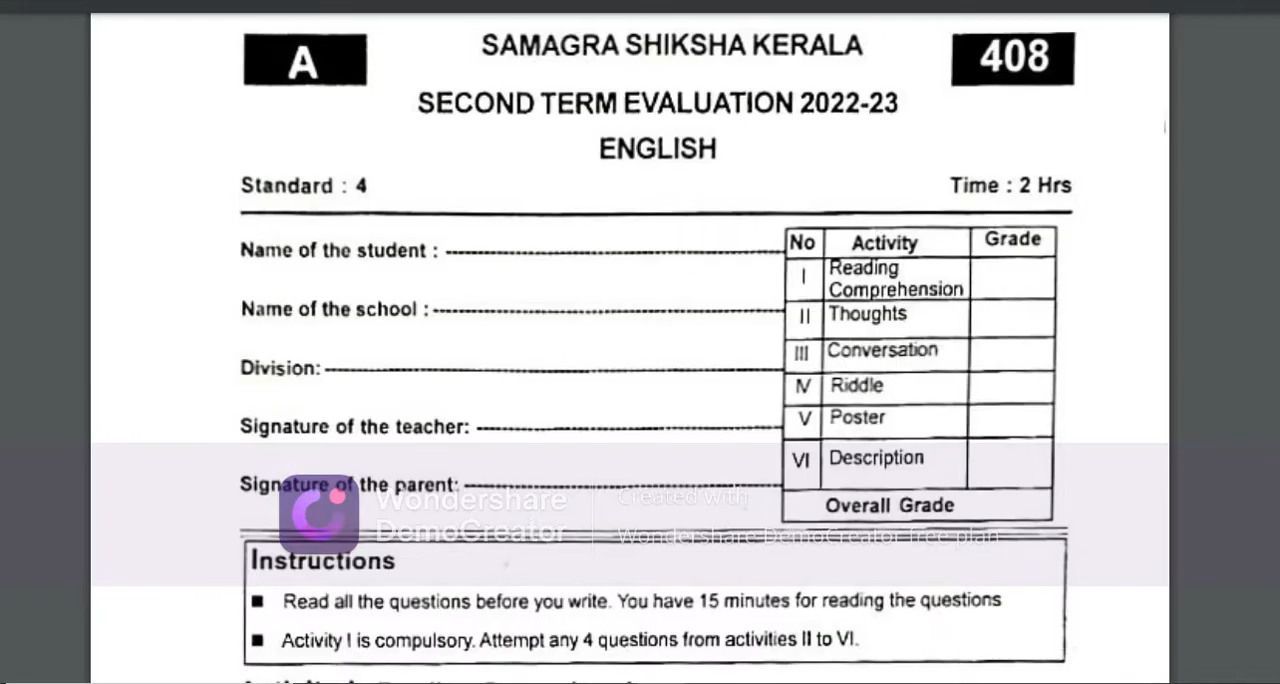 A
SAMAGRA SHIKSHA KERALA
408
SECOND TERM EVALUATION 2022-23
ENGLISH
Standard : 4
Time : 2 Hrs
Name of the student :
Name of the school :
Division:
Signature of the teacher:
Signature of the parent:
No Activity Grade
I Reading
Comprehension
II Thoughts
III Conversation
IV Riddle
V Poster
VI Description
Overall Grade
Wondershare
DemoCreator
Created with
Wondershare DemoCreator free plan
Instructions
■ Read all the questions before you write. You have 15 minutes for reading the questions
■ Activity I is compulsory. Attempt any 4 questions from activities II to VI.